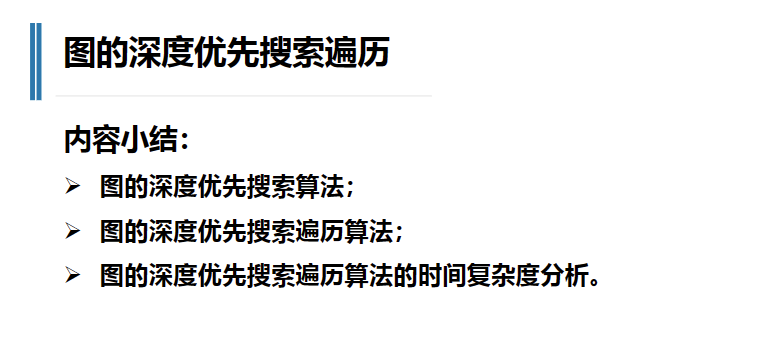 图的深度优先搜索遍历
内容小结：
➢ 图的深度优先搜索算法；
➢ 图的深度优先搜索遍历算法；
➢ 图的深度优先搜索遍历算法的时间复杂度分析。